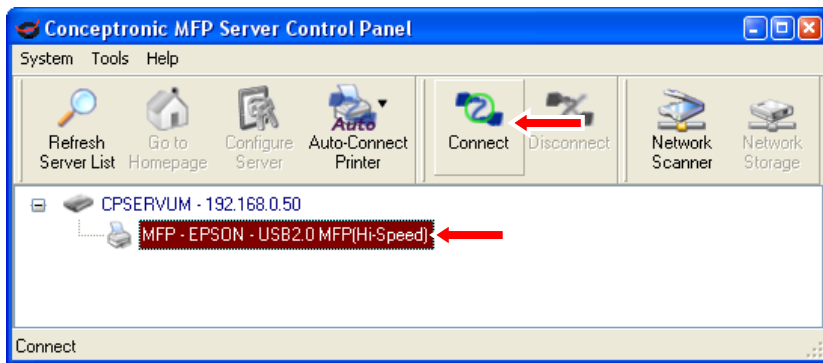 Conceptronic MFP Server Control Panel
System Tools Help
Refresh Server List
Go to Homepage
Configure Server
Auto
Auto-Connect Printer
Connect
Disconnect
Network Scanner
Network Storage
CPSERVUM - 192.168.0.50
MFP - EPSON - USB2.0 MFP(Hi-Speed)
Connect